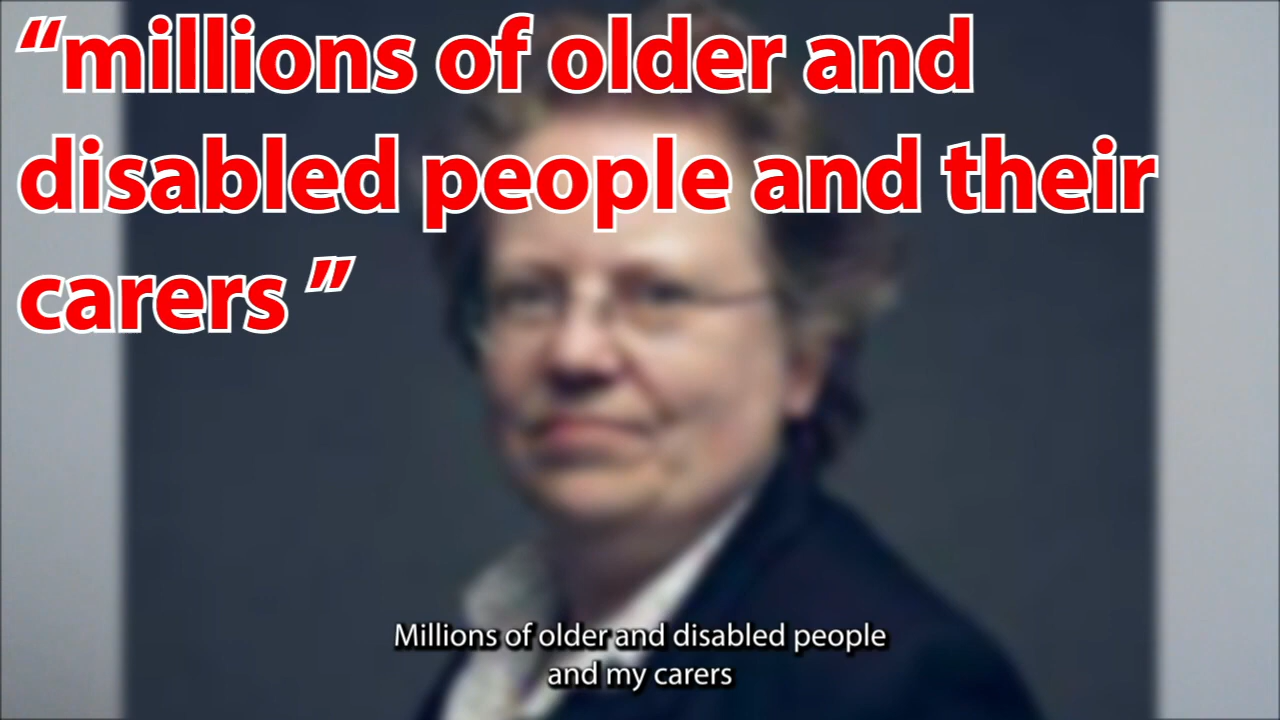 “millions of older and
disabled people and their
carers ”
Millions of older and disabled people
and my carers